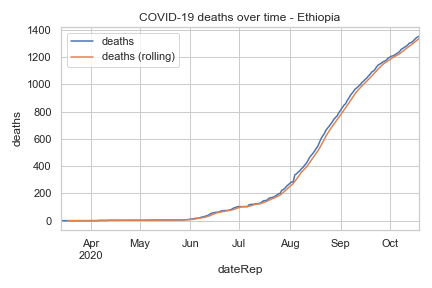 COVID-19 deaths over time - Ethiopia
deaths
deaths (rolling)
1400
1200
1000
800
600
400
200
0
deaths
Apr
2020
May
Jun
Jul
Aug
Sep
Oct
dateRep